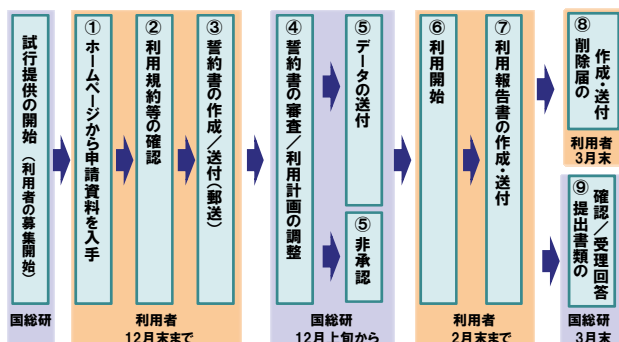 試行提供の開始（利用者の募集開始）
国総研
①ホームページから申請資料を入手
②利用規約等の確認
③誓約書の作成／送付（郵送）
利用者
12月末まで
④誓約書の審査／利用計画の調整
⑤データの送付
⑤非承認
国総研
12月上旬から
⑥利用開始
⑦利用報告書の作成・送付
利用者
2月末まで
⑧削除届の
作成・送付
利用者
3月末
⑨提出書類の
確認／受理回答
国総研
3月末